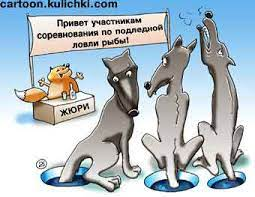 cartoon.kulichki.com
Привет участникам
соревнования по подледной
ловли рыбы!
ЖЮРИ